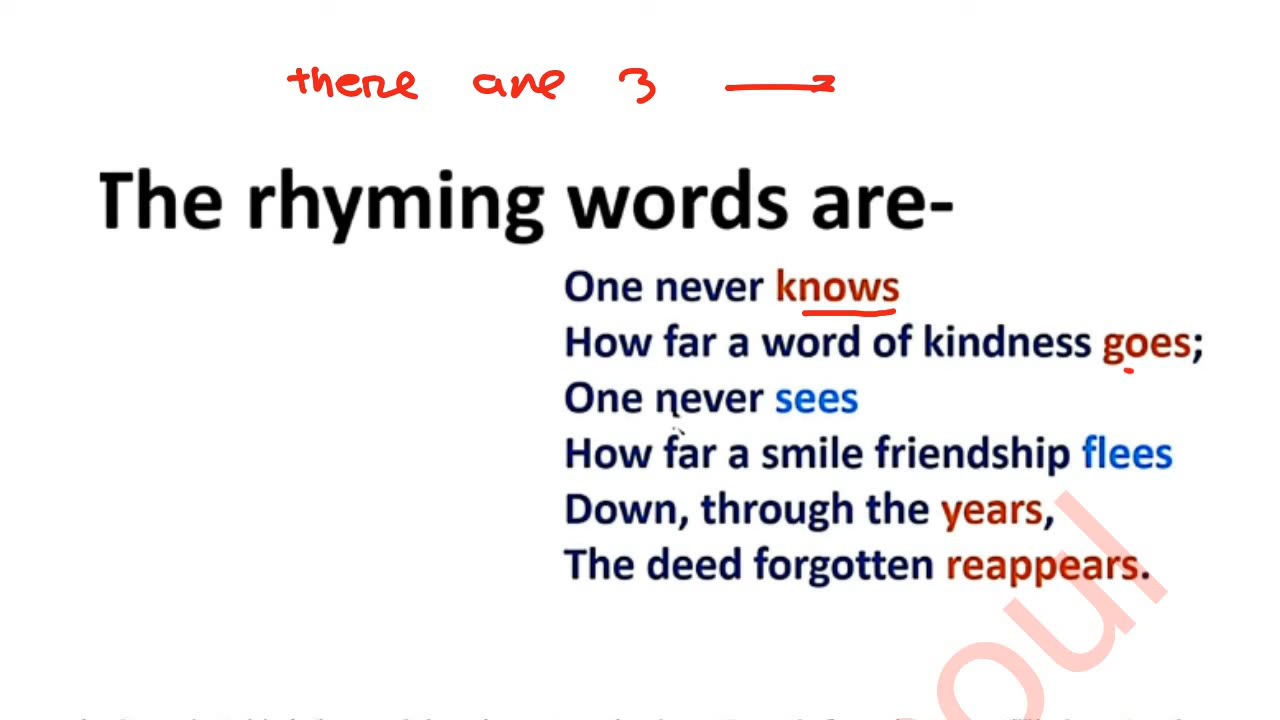 there are 3
The rhyming words are-
One never knows
How far a word of kindness goes;
One never sees
How far a smile friendship flees
Down, through the years,
The deed forgotten reappears.
oul